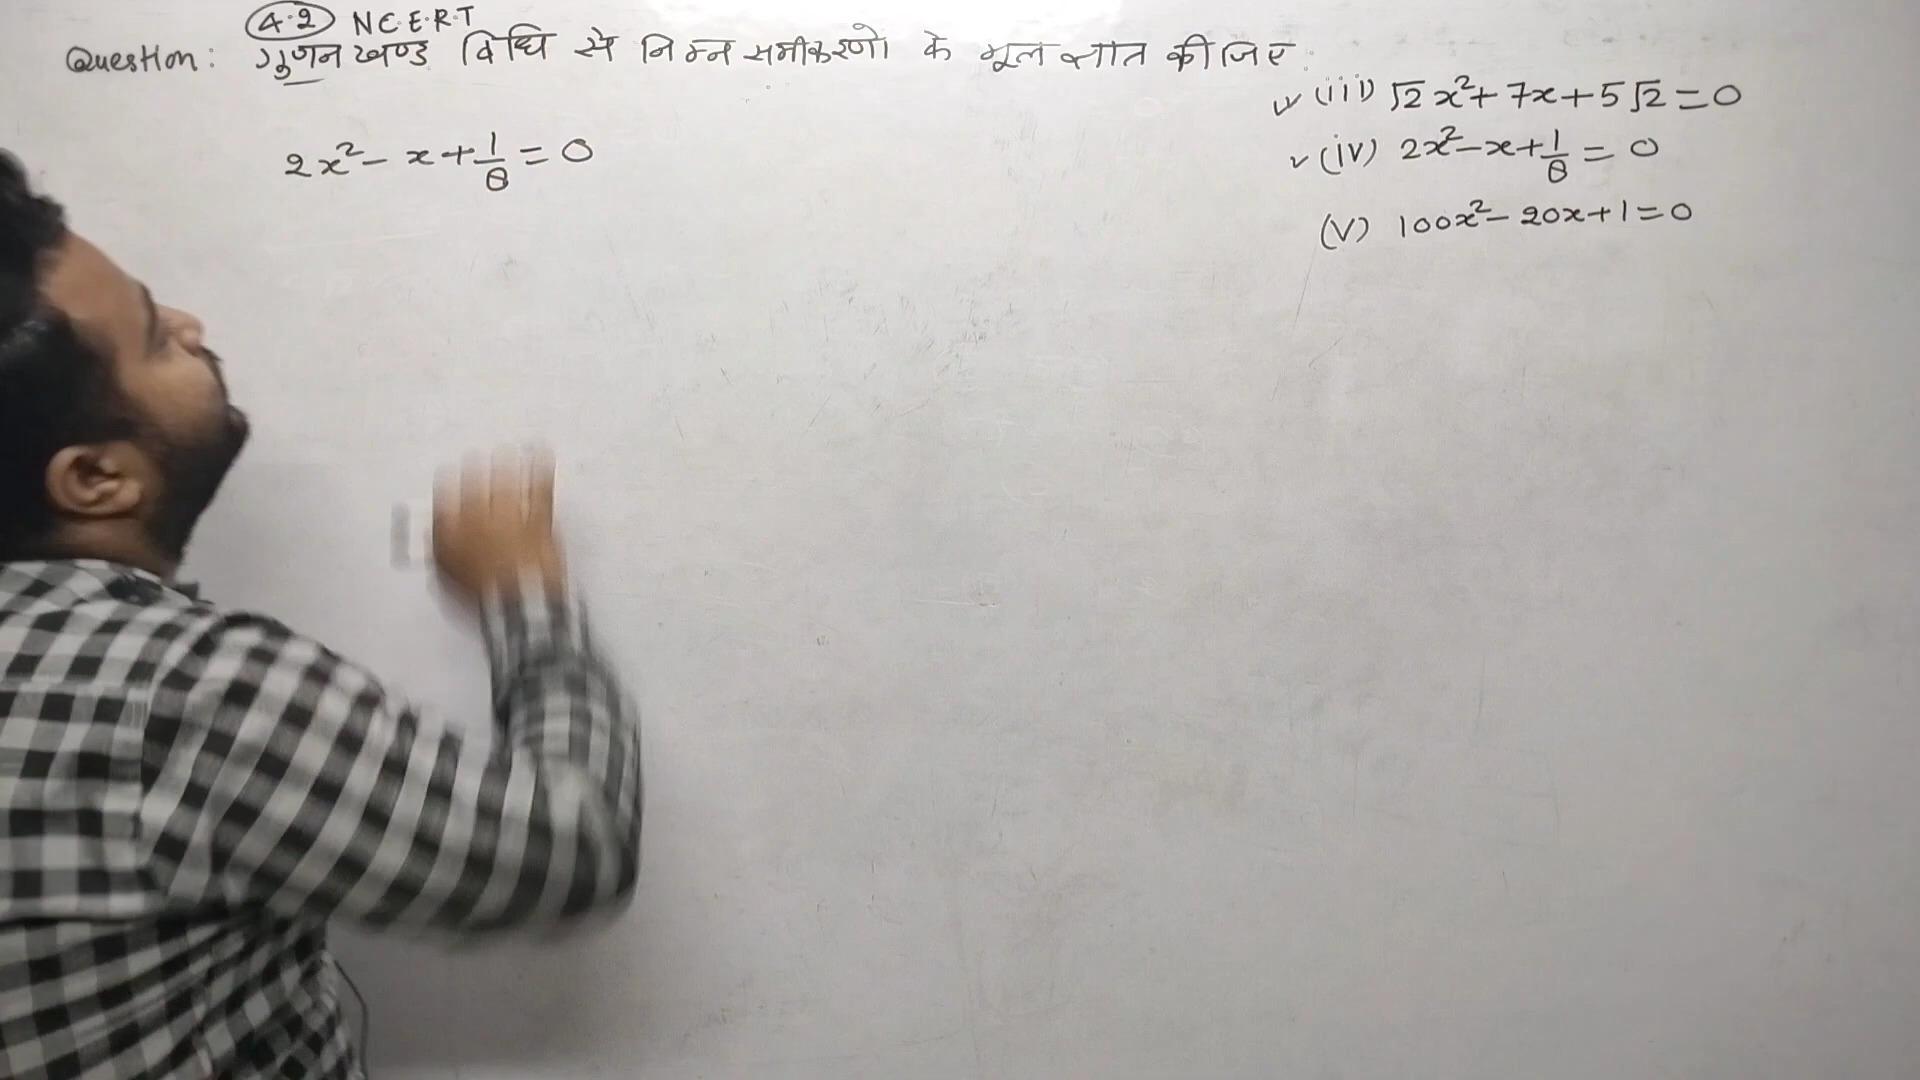 4.2 N.C.E.R.T
Question: गुणनखण्ड विधि से निम्न समीकरणो के मूल ज्ञात कीजिए:
(iii) √2x²+7x+5√2=0
2x²-x+1/8=0
(iv) 2x²-x+1/8=0
(V) 100x²-20x+1=0